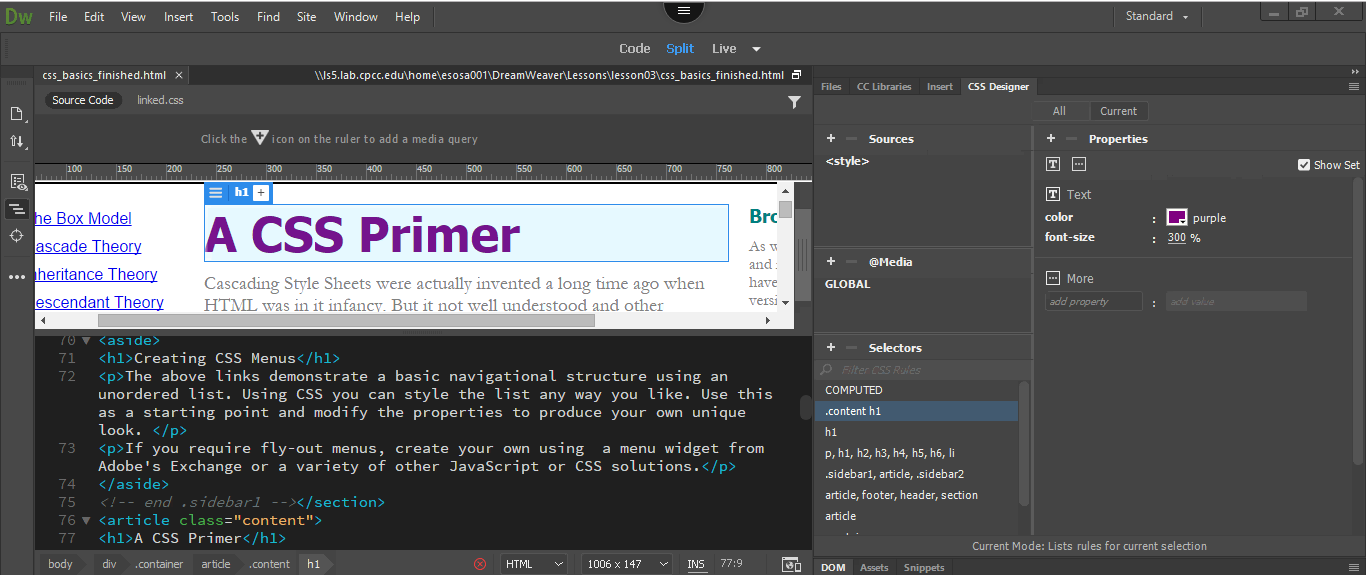 Dw File Edit View Insert Tools Find Site Window Help Standard
Code Split Live
css_basics_finished.html × \\ls5.lab.cpcc.edu\home\esosa001\DreamWeaver\Lessons\lesson03\css_basics_finished.html
Source Code linked.css
Click the icon on the ruler to add a media query
100 150 200 250 300 350 400 450 500 550 600 650 700 750 800
h1 +
he Box Model
ascade Theory
nheritance Theory
escendant Theory
A CSS Primer
Cascading Style Sheets were actually invented a long time ago when
HTML was in it infancy. But it not well understood and other
Bro
As w
and
have
versi
70 <aside>
71 <h1>Creating CSS Menus</h1>
72 <p>The above links demonstrate a basic navigational structure using an
unordered list. Using CSS you can style the list any way you like. Use this
as a starting point and modify the properties to produce your own unique
look. </p>
73 <p>If you require fly-out menus, create your own using  a menu widget from
Adobe's Exchange or a variety of other JavaScript or CSS solutions.</p>
74 </aside>
75 <!-- end .sidebar1 --></section>
76 <article class="content">
77 <h1>A CSS Primer</h1>
body div .container article .content h1 HTML 1006 x 147 INS 77:9
Files CC Libraries Insert CSS Designer
All Current
+ Sources
<style>
+ @Media
GLOBAL
+ Selectors
Filter CSS Rules
COMPUTED
.content h1
h1
p, h1, h2, h3, h4, h5, h6, li
.sidebar1, article, .sidebar2
article, footer, header, section
article
+ Properties
T Show Set
T Text
color : purple
font-size : 300 %
More
add property : add value
Current Mode: Lists rules for current selection
DOM Assets Snippets